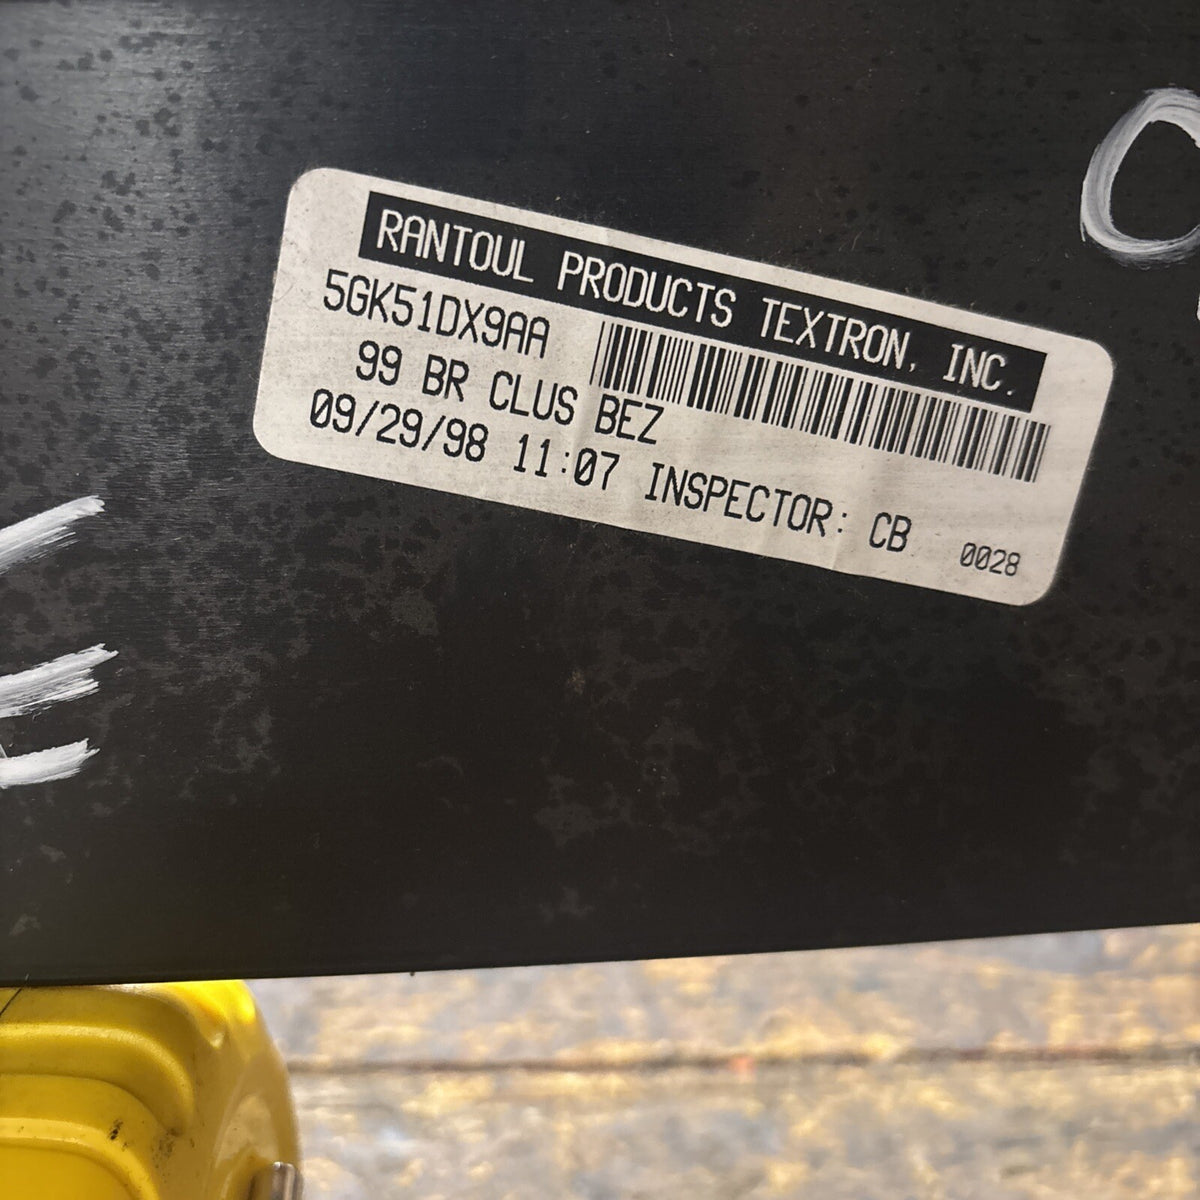 RANTOUL PRODUCTS TEXTRON, INC.
5GK51DX9AA
99 BR CLUS BEZ
09/29/98 11:07 INSPECTOR: CB 0028